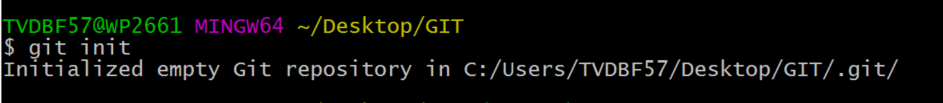 TVDBF57@WP2661 MINGW64 ~/Desktop/GIT
$ git init
Initialized empty Git repository in C:/Users/TVDBF57/Desktop/GIT/.git/